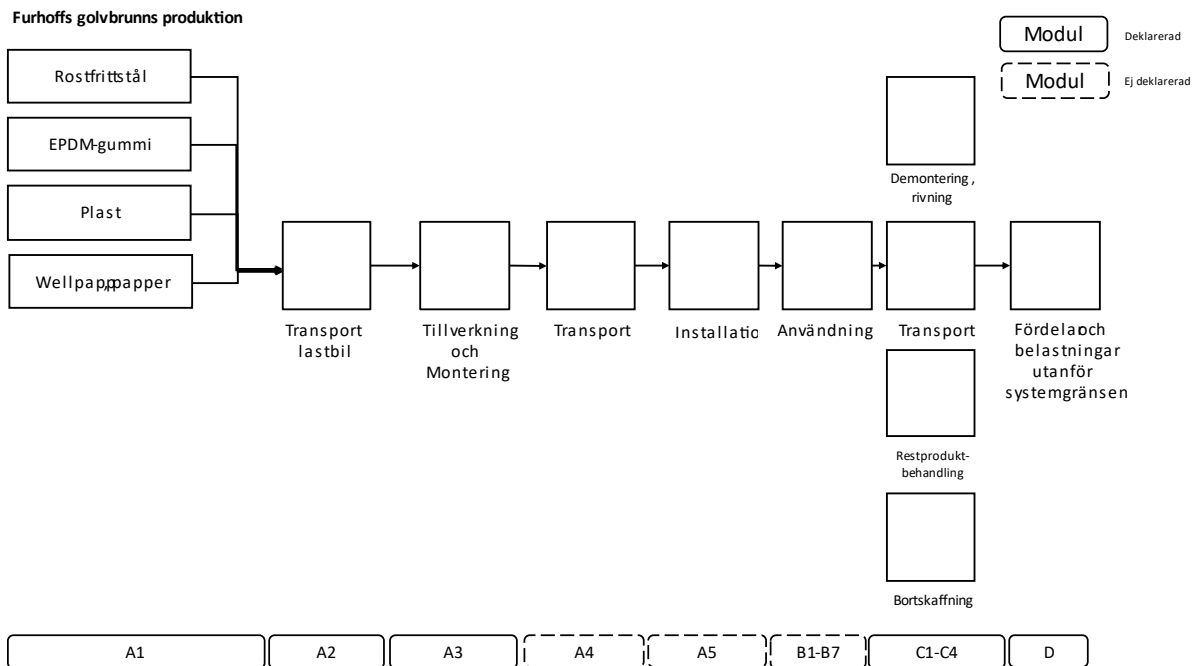 Furhoffs golvbrunns produktion
Modul
Deklarerad
Modul
Ej deklarerad
Rostfritt stål
EPDM-gummi
Plast
Wellpapp, papper
Transport
lastbil
Tillverkning
och
Montering
Transport
Installatio
Användning
Demontering ,
rivning
Transport
Restprodukt-
behandling
Bortskaffning
Fördelar och
belastningar
utanför
systemgränsen
A1
A2
A3
A4
A5
B1-B7
C1-C4
D